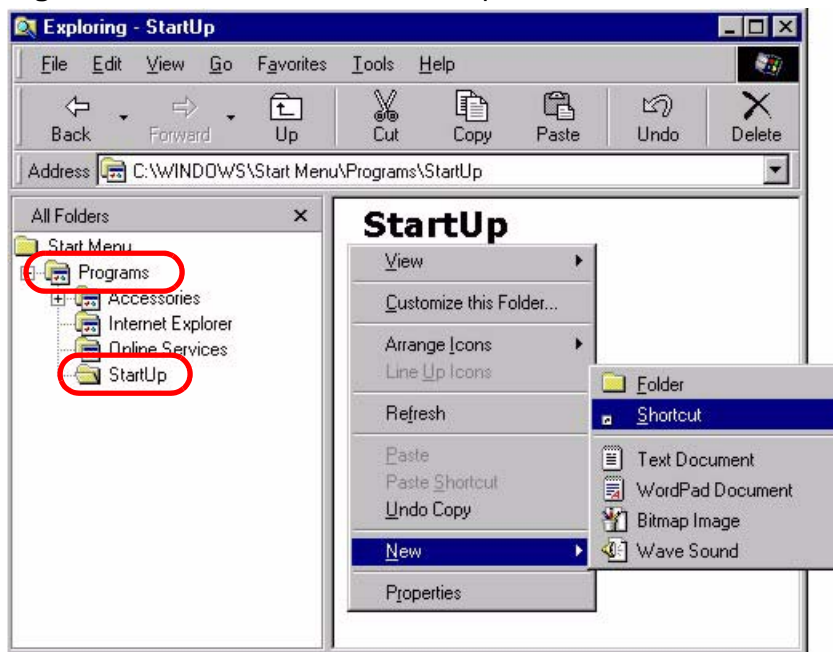 Exploring - StartUp
File Edit View Go Favorites Tools Help
Back Forward Up Cut Copy Paste Undo Delete
Address C:\WINDOWS\Start Menu\Programs\StartUp
All Folders
Start Menu
Programs
Accessories
Internet Explorer
Online Services
StartUp
StartUp
View
Customize this Folder...
Arrange Icons
Line Up Icons
Refresh
Paste
Paste Shortcut
Undo Copy
New
Properties
Folder
Shortcut
Text Document
WordPad Document
Bitmap Image
Wave Sound